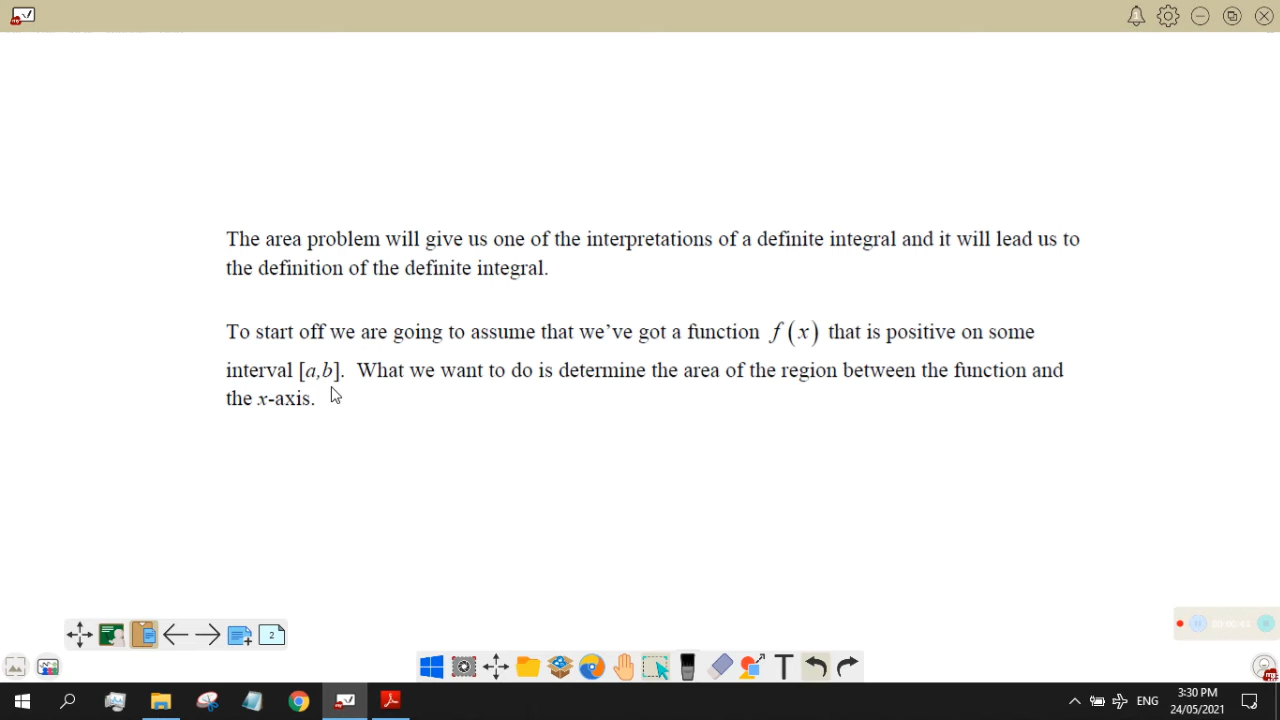 The area problem will give us one of the interpretations of a definite integral and it will lead us to
the definition of the definite integral.
To start off we are going to assume that we’ve got a function f(x) that is positive on some
interval [a,b]. What we want to do is determine the area of the region between the function and
the x-axis.
2
T
ENG
3:30 PM
24/05/2021